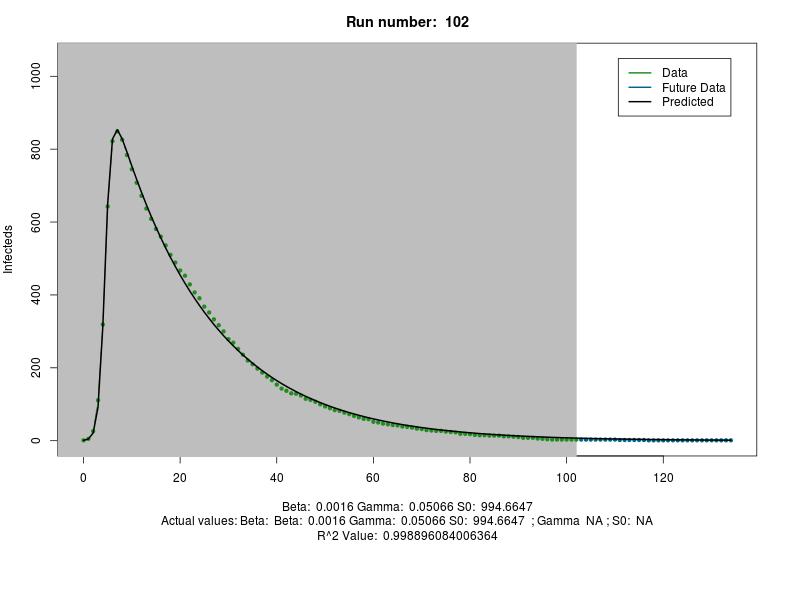 Run number: 102
Data
Future Data
Predicted
Infecteds
1000
800
600
400
200
0
0 20 40 60 80 100 120
Beta: 0.0016 Gamma: 0.05066 S0: 994.6647
Actual values: Beta: Beta: 0.0016 Gamma: 0.05066 S0: 994.6647 ; Gamma NA ; S0: NA
R^2 Value: 0.998896084006364